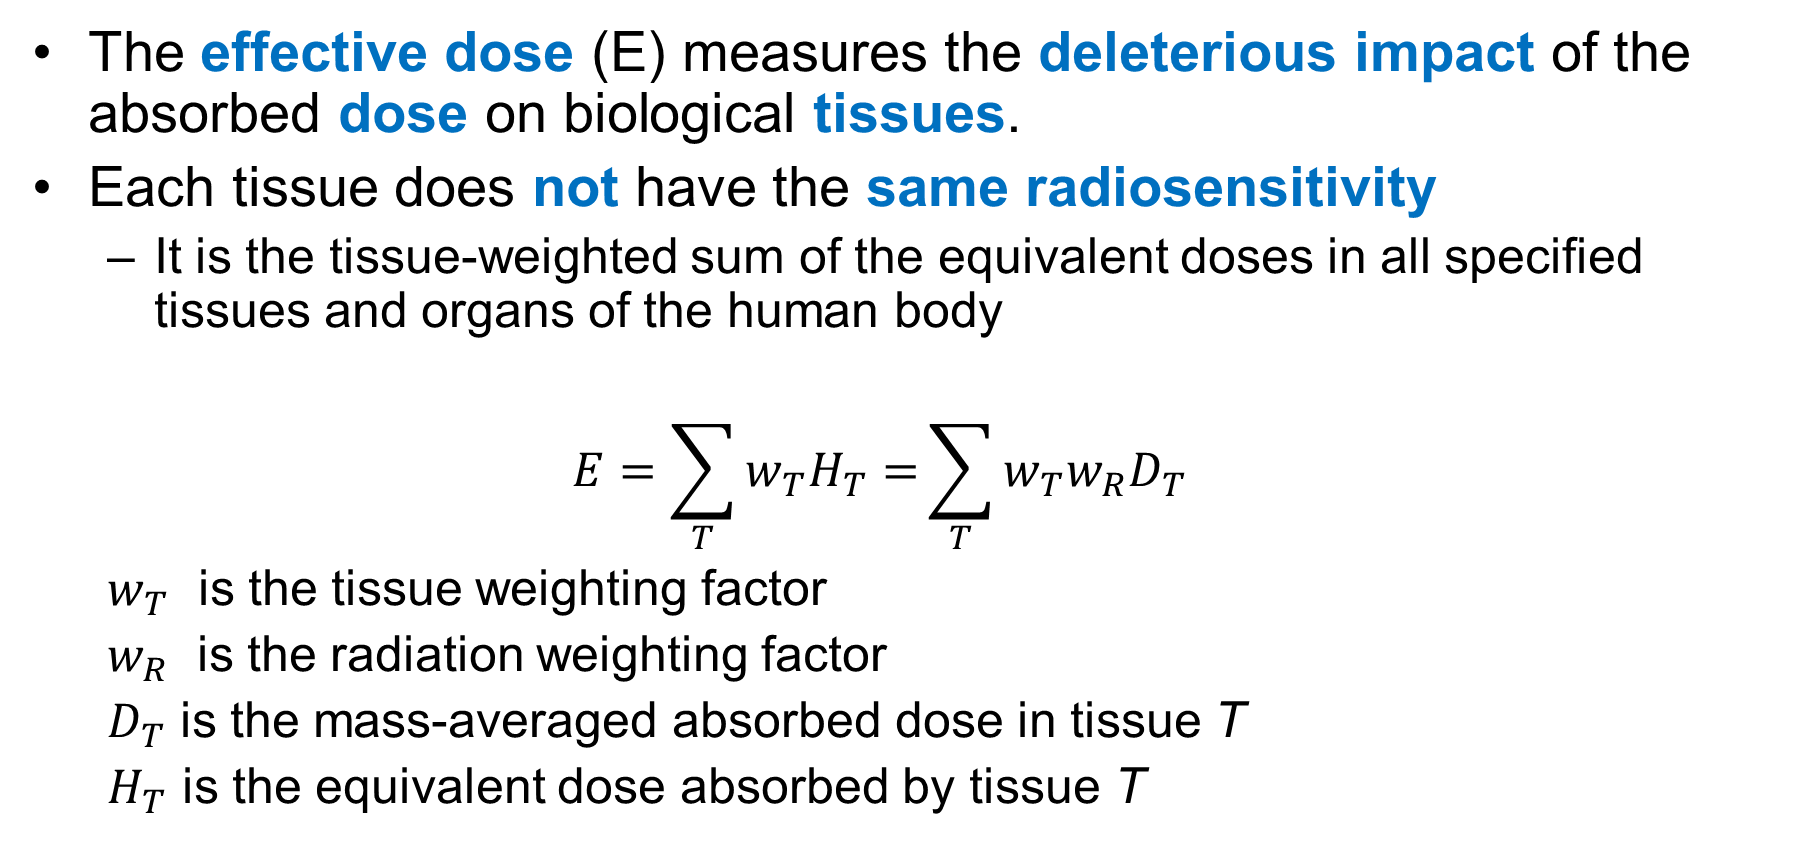 • The effective dose (E) measures the deleterious impact of the
absorbed dose on biological tissues.
• Each tissue does not have the same radiosensitivity
– It is the tissue-weighted sum of the equivalent doses in all specified
tissues and organs of the human body
E = ∑_T w_T H_T = ∑_T w_T w_R D_T
w_T is the tissue weighting factor
w_R is the radiation weighting factor
D_T is the mass-averaged absorbed dose in tissue T
H_T is the equivalent dose absorbed by tissue T